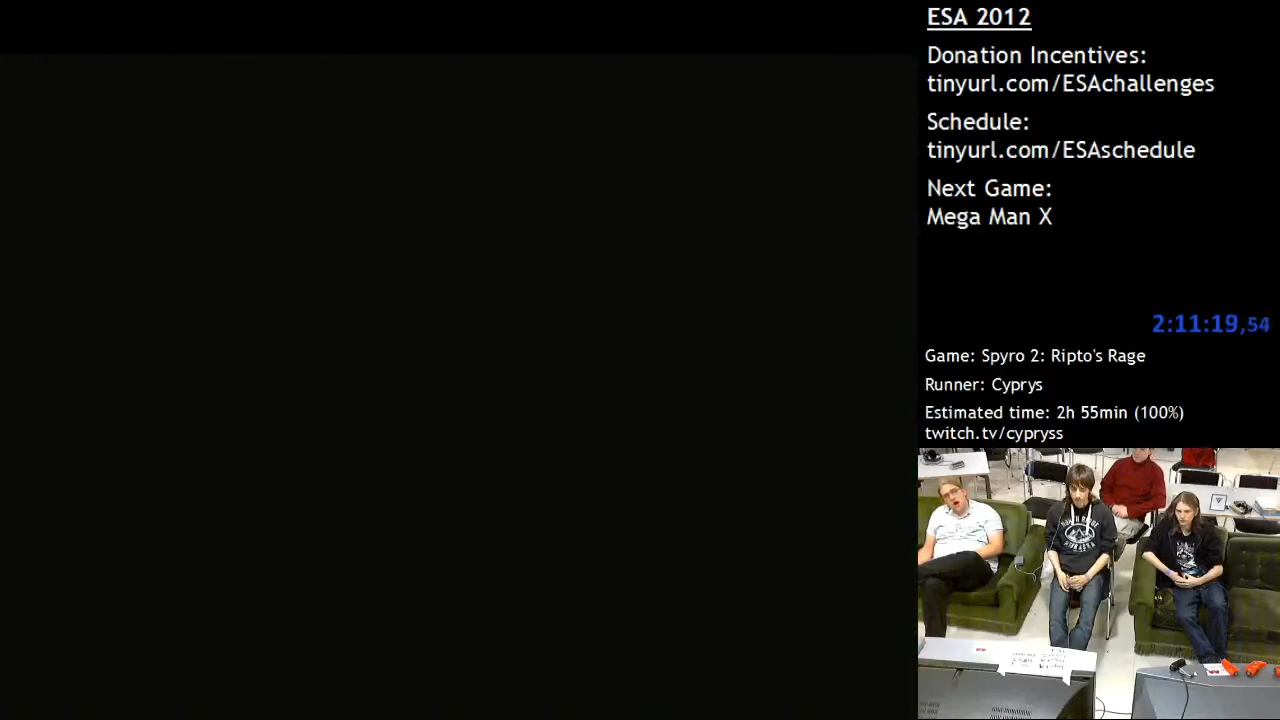 ESA 2012
Donation Incentives:
tinyurl.com/ESAchallenges
Schedule:
tinyurl.com/ESAschedule
Next Game:
Mega Man X
2:11:19,54
Game: Spyro 2: Ripto's Rage
Runner: Cyprys
Estimated time: 2h 55min (100%)
twitch.tv/cypryss